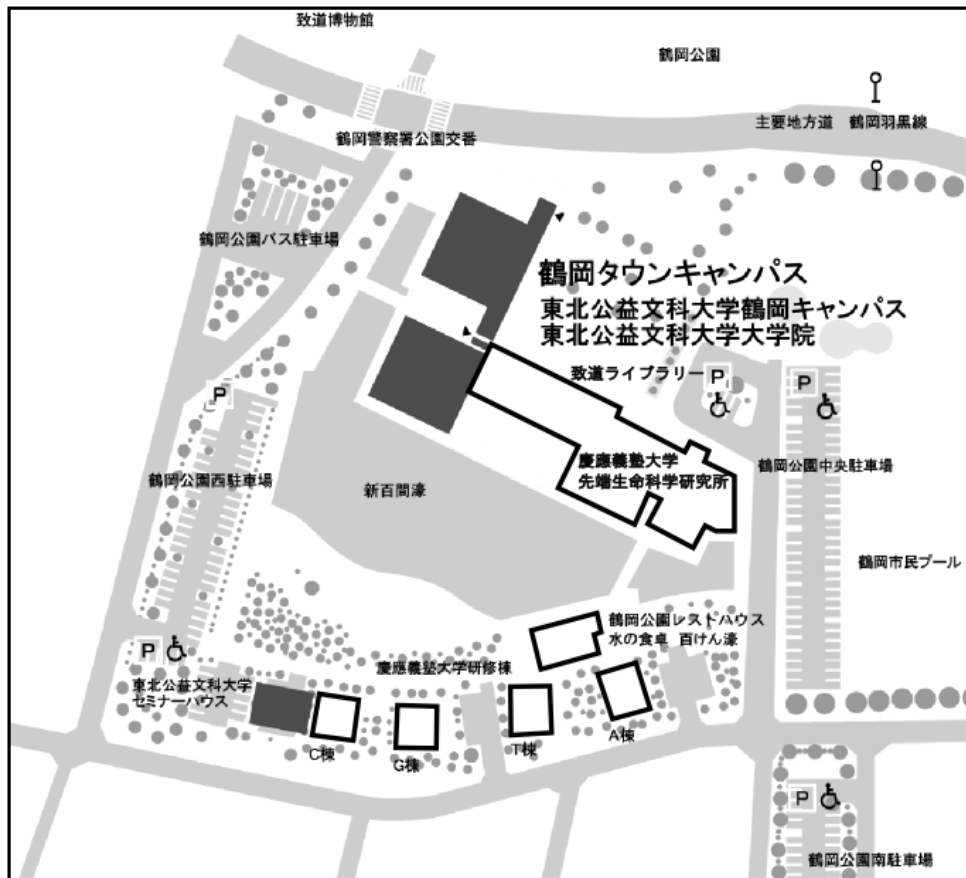 致道博物館
鶴岡公園
主要地方道 鶴岡羽黒線
鶴岡警察署公園交番
鶴岡公園バス駐車場
鶴岡タウンキャンパス
東北公益文科大学鶴岡キャンパス
東北公益文科大学大学院
致道ライブラリー
P
P
P
鶴岡公園西駐車場
新百間濠
慶應義塾大学
先端生命科学研究所
鶴岡公園中央駐車場
鶴岡市民プール
鶴岡公園レストハウス
水の食卓 百けん濠
P
慶應義塾大学研修棟
東北公益文科大学
セミナーハウス
C棟
G棟
T棟
A棟
P
鶴岡公園南駐車場